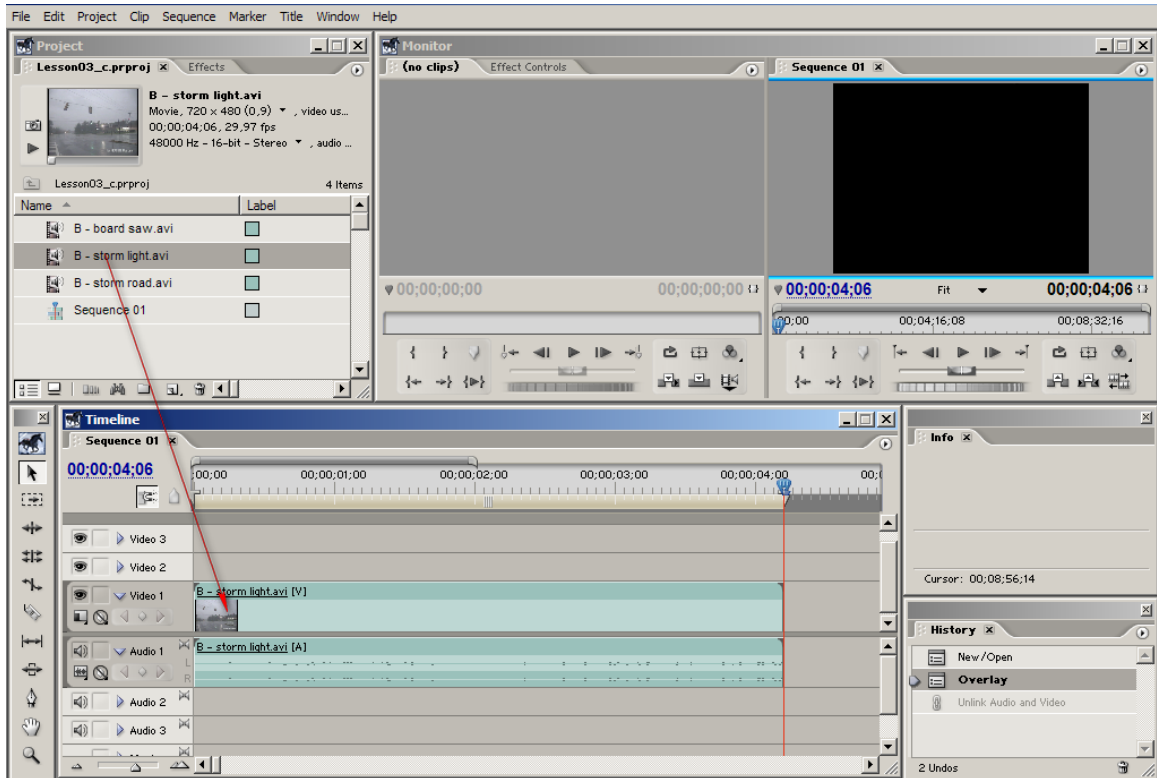 File Edit Project Clip Sequence Marker Title Window Help
Project
Lesson03_c.prproj Effects
B - storm light.avi
Movie, 720 x 480 (0,9) , video us...
00;00;04;06, 29,97 fps
48000 Hz - 16-bit - Stereo , audio ...
Lesson03_c.prproj 4 Items
Name Label
B - board saw.avi
B - storm light.avi
B - storm road.avi
Sequence 01
Monitor
(no clips) Effect Controls
00;00;00;00 00;00;00;00
Sequence 01
00;00;04;06 Fit 00;00;04;06
00;04;16;08 00;08;32;16
Timeline
Sequence 01
00;00;04;06
;00;00 00;00;01;00 00;00;02;00 00;00;03;00 00;00;04;00
Video 3
Video 2
Video 1 B - storm light.avi [V]
Audio 1 B - storm light.avi [A]
L
R
Audio 2
Audio 3
Info
Cursor: 00;08;56;14
History
New/Open
Overlay
Unlink Audio and Video
2 Undos